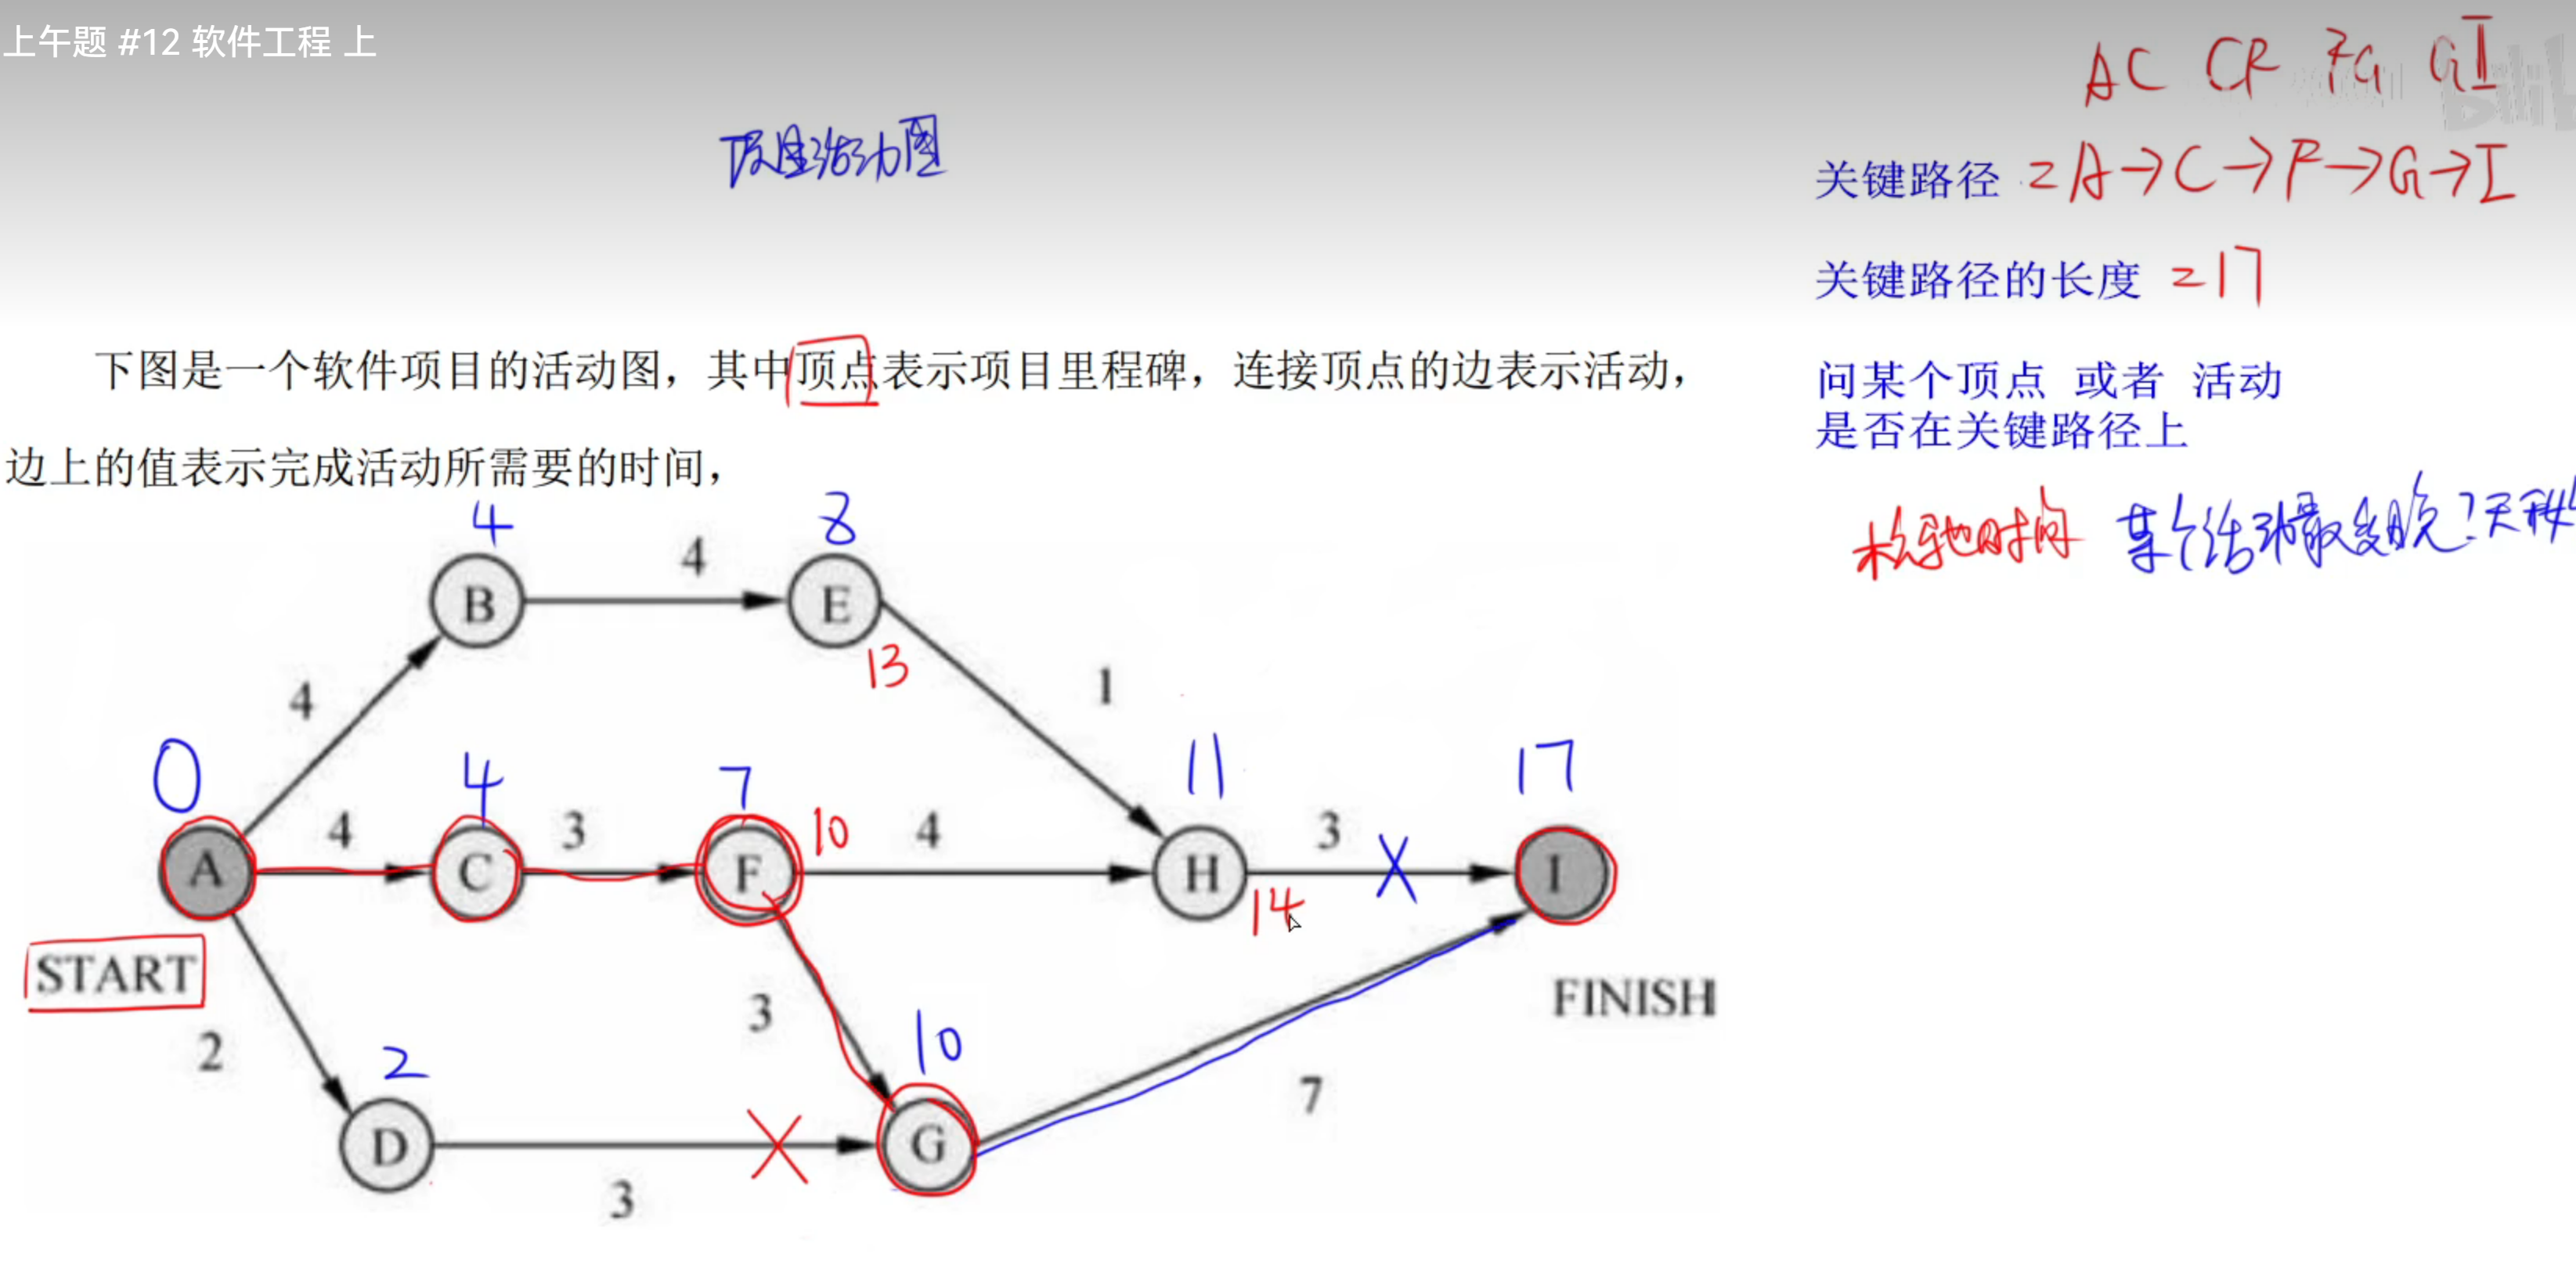 上午题 #12 软件工程 上
AC CF FG GI
项目活动图
关键路径 = A→C→F→G→I
关键路径的长度 = 17
下图是一个软件项目的活动图，其中顶点表示项目里程碑，连接顶点的边表示活动，
边上的值表示完成活动所需要的时间，
问某个顶点 或者 活动
是否在关键路径上
松弛时间 某个活动最多晚?天开始
4 8
4
B E
13
4 1
0 4 7 11 17
4 3 10 4 3
A C F H I
14
START
3
FINISH
2 2 10
7
D G
3